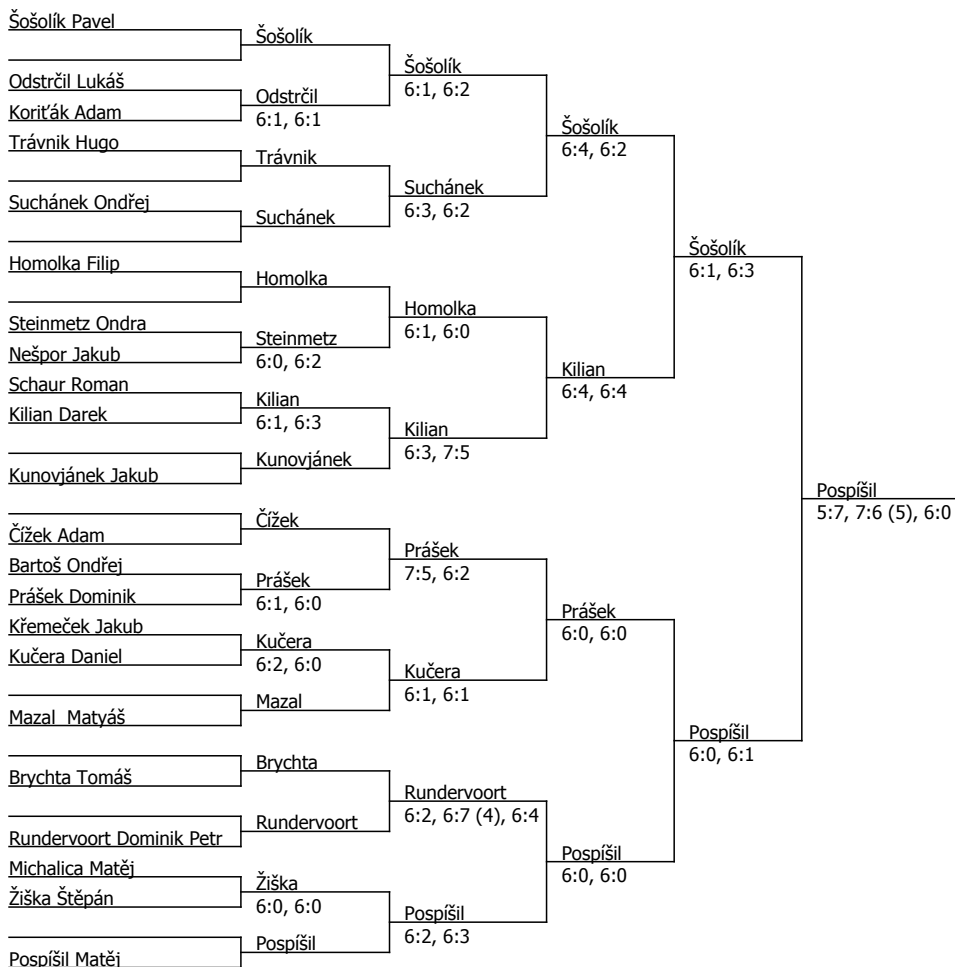 Šošolík Pavel
Odstrčil Lukáš
Koriťák Adam
Trávnik Hugo
Suchánek Ondřej
Homolka Filip
Steinmetz Ondra
Nešpor Jakub
Schaur Roman
Kilian Darek
Kunovjánek Jakub
Čížek Adam
Bartoš Ondřej
Prášek Dominik
Křemeček Jakub
Kučera Daniel
Mazal  Matyáš
Brychta Tomáš
Rundervoort Dominik Petr
Michalica Matěj
Žiška Štěpán
Pospíšil Matěj
Šošolík
Odstrčil
6:1, 6:1
Trávnik
Suchánek
Homolka
Steinmetz
6:0, 6:2
Kilian
6:1, 6:3
Kunovjánek
Čížek
Prášek
6:1, 6:0
Kučera
6:2, 6:0
Mazal
Brychta
Rundervoort
Žiška
6:0, 6:0
Pospíšil
Šošolík
6:1, 6:2
Suchánek
6:3, 6:2
Homolka
6:1, 6:0
Kilian
6:3, 7:5
Prášek
7:5, 6:2
Kučera
6:1, 6:1
Rundervoort
6:2, 6:7 (4), 6:4
Pospíšil
6:2, 6:3
Šošolík
6:4, 6:2
Kilian
6:4, 6:4
Prášek
6:0, 6:0
Pospíšil
6:0, 6:0
Šošolík
6:1, 6:3
Pospíšil
6:0, 6:1
Pospíšil
5:7, 7:6 (5), 6:0